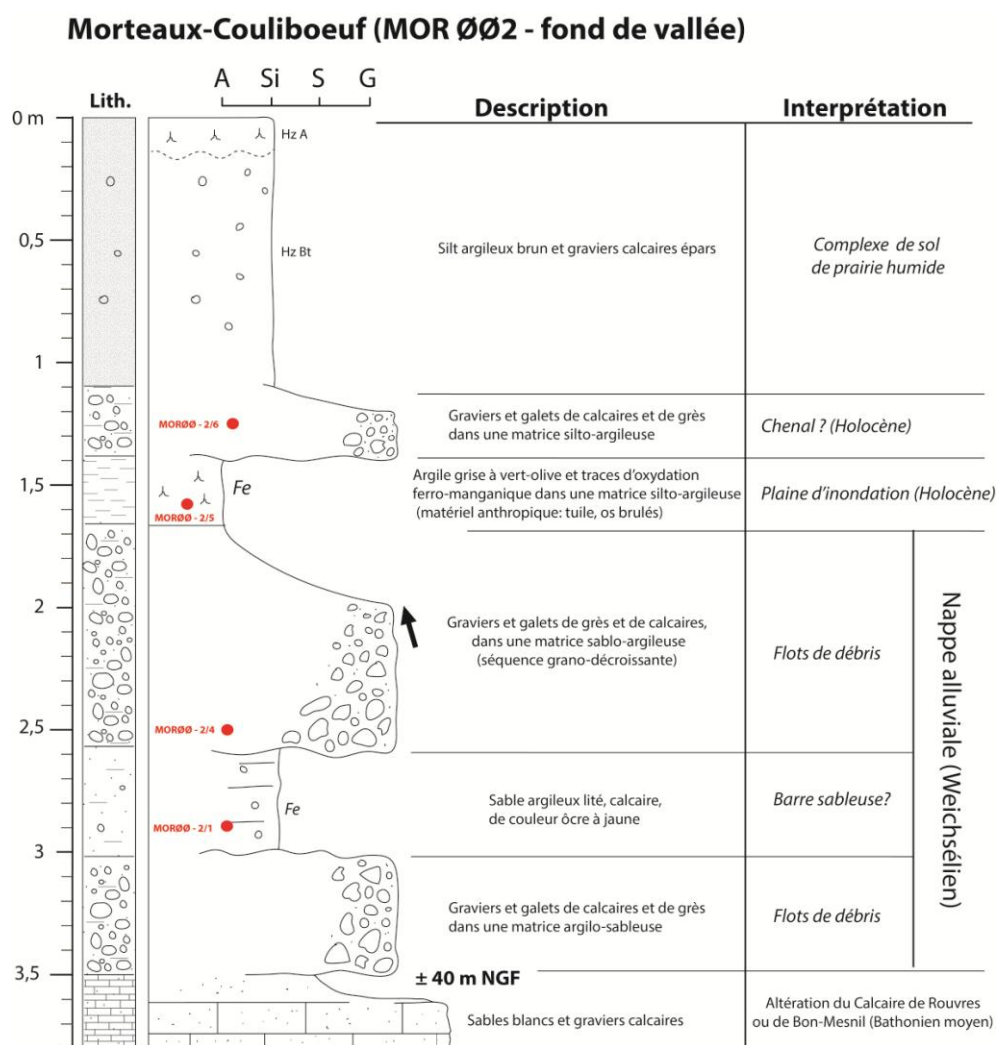 Morteaux-Couliboeuf (MOR ØØ2 - fond de vallée)
A Si S G
Lith.
Description
Interprétation
0 m
Hz A
0,5
Hz Bt
Silt argileux brun et graviers calcaires épars
Complexe de sol
de prairie humide
1
MORØØ - 2/6
Graviers et galets de calcaires et de grès
dans une matrice silto-argileuse
Chenal ? (Holocène)
1,5
Fe
MORØØ - 2/5
Argile grise à vert-olive et traces d'oxydation
ferro-manganique dans une matrice silto-argileuse
(matériel anthropique: tuile, os brulés)
Plaine d'inondation (Holocène)
2
Graviers et galets de grès et de calcaires,
dans une matrice sablo-argileuse
(séquence grano-décroissante)
Flots de débris
Nappe alluviale (Weichsélien)
2,5
MORØØ - 2/4
Fe
MORØØ - 2/1
Sable argileux lité, calcaire,
de couleur ôcre à jaune
Barre sableuse?
3
Graviers et galets de calcaires et de grès
dans une matrice argilo-sableuse
Flots de débris
3,5
± 40 m NGF
Sables blancs et graviers calcaires
Altération du Calcaire de Rouvres
ou de Bon-Mesnil (Bathonien moyen)